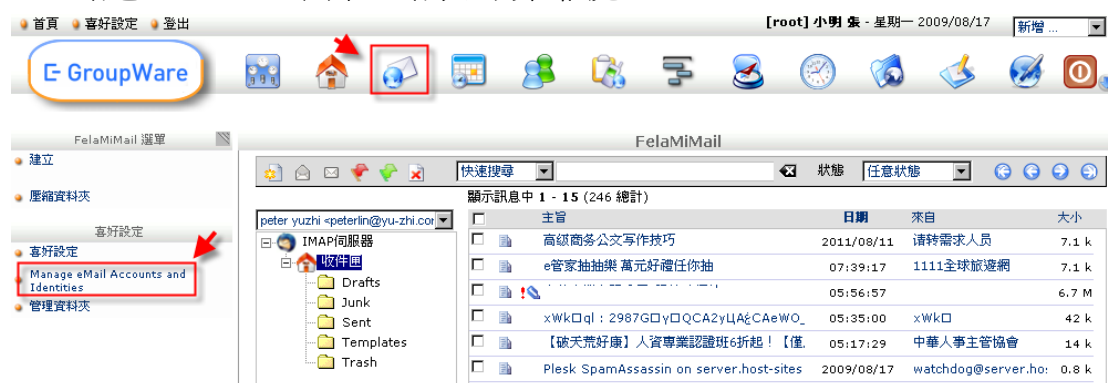 首頁 喜好設定 登出 [root] 小明 張 - 星期一 2009/08/17 新增 ...
E- GroupWare
FelaMiMail 選單
建立
壓縮資料夾
喜好設定
喜好設定
Manage eMail Accounts and
Identities
管理資料夾
FelaMiMail
快速搜尋 狀態 任意狀態
顯示訊息中 1 - 15 (246 總計)
peter yuzhi <peterlin@yu-zhi.cor
IMAP伺服器
收件匣
Drafts
Junk
Sent
Templates
Trash
主旨 日期 來自 大小
高级商务公文写作技巧 2011/08/11 请转需求人员 7.1 k
e管家抽抽樂 萬元好禮任你抽 07:39:17 1111全球旅遊網 7.1 k
05:56:57 6.7 M
05:35:00 xWk□ 42 k
【破天荒好康】人資專業認證班6折起！【僅. 05:17:29 中華人事主管協會 14 k
Plesk SpamAssassin on server.host-sites 2009/08/17 watchdog@server.ho: 0.8 k